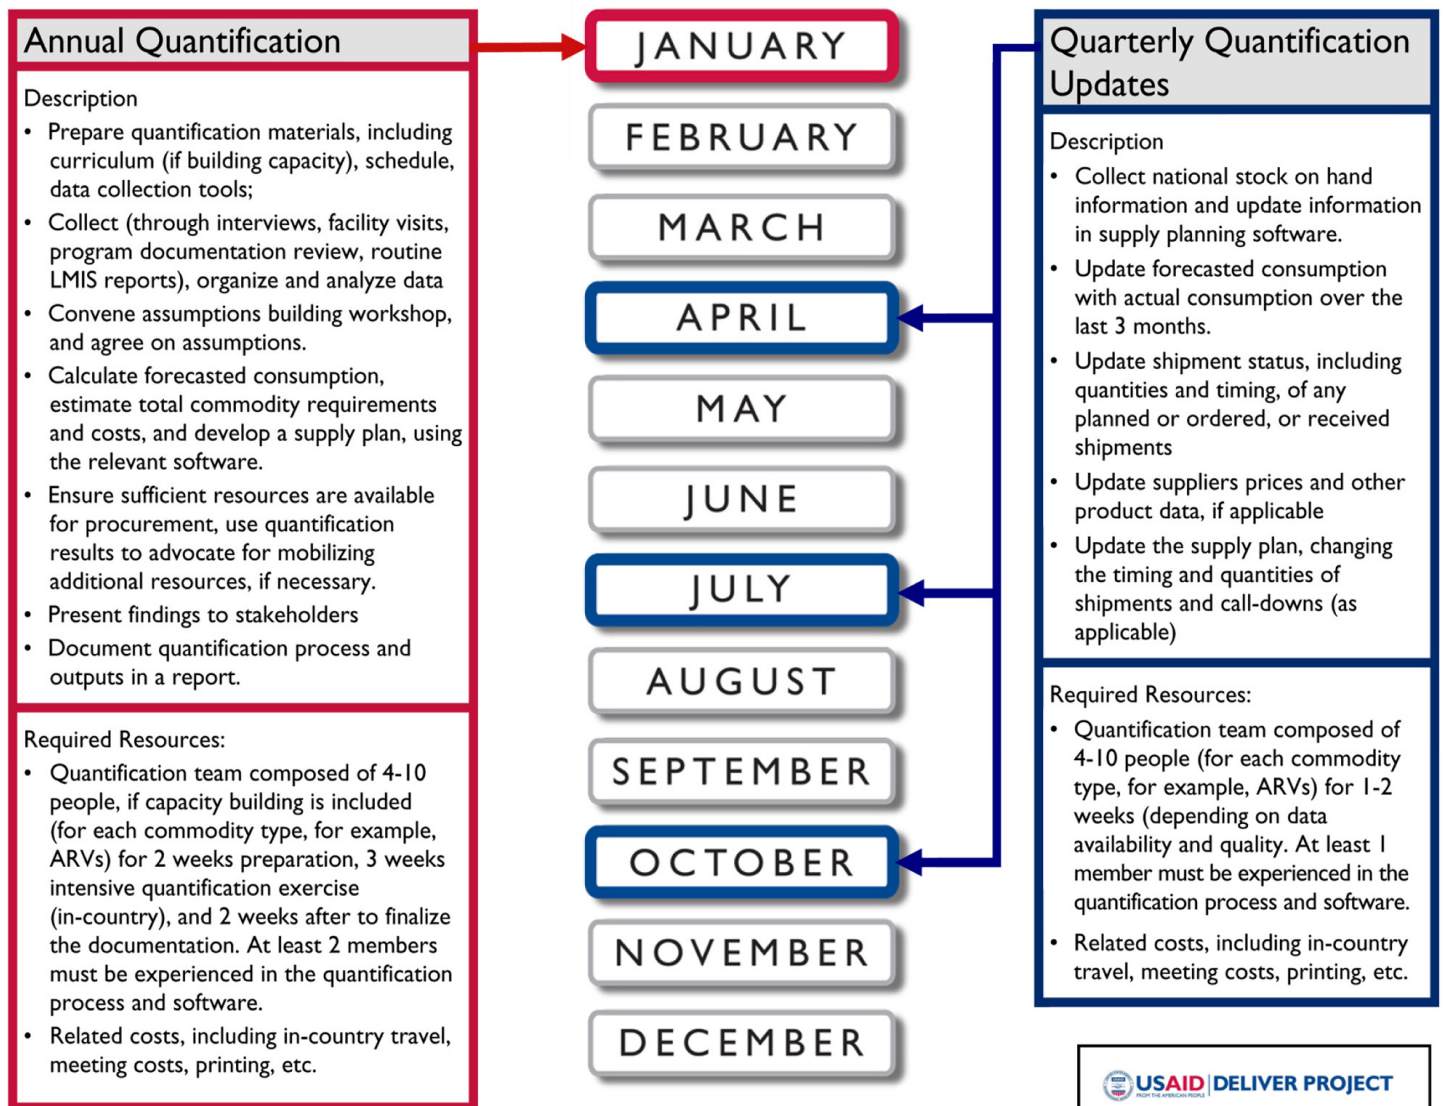 Annual Quantification
Description
• Prepare quantification materials, including
curriculum (if building capacity), schedule,
data collection tools;
• Collect (through interviews, facility visits,
program documentation review, routine
LMIS reports), organize and analyze data
• Convene assumptions building workshop,
and agree on assumptions.
• Calculate forecasted consumption,
estimate total commodity requirements
and costs, and develop a supply plan, using
the relevant software.
• Ensure sufficient resources are available
for procurement, use quantification
results to advocate for mobilizing
additional resources, if necessary.
• Present findings to stakeholders
• Document quantification process and
outputs in a report.
Required Resources:
• Quantification team composed of 4-10
people, if capacity building is included
(for each commodity type, for example,
ARVs) for 2 weeks preparation, 3 weeks
intensive quantification exercise
(in-country), and 2 weeks after to finalize
the documentation. At least 2 members
must be experienced in the quantification
process and software.
• Related costs, including in-country travel,
meeting costs, printing, etc.
JANUARY
FEBRUARY
MARCH
APRIL
MAY
JUNE
JULY
AUGUST
SEPTEMBER
OCTOBER
NOVEMBER
DECEMBER
Quarterly Quantification
Updates
Description
• Collect national stock on hand
information and update information
in supply planning software.
• Update forecasted consumption
with actual consumption over the
last 3 months.
• Update shipment status, including
quantities and timing, of any
planned or ordered, or received
shipments
• Update suppliers prices and other
product data, if applicable
• Update the supply plan, changing
the timing and quantities of
shipments and call-downs (as
applicable)
Required Resources:
• Quantification team composed of
4-10 people (for each commodity
type, for example, ARVs) for 1-2
weeks (depending on data
availability and quality. At least 1
member must be experienced in the
quantification process and software.
• Related costs, including in-country
travel, meeting costs, printing, etc.
USAID | DELIVER PROJECT
FROM THE AMERICAN PEOPLE